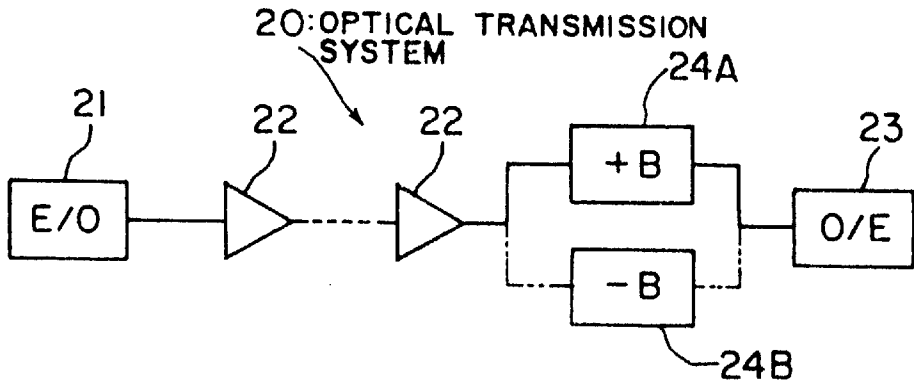 20:OPTICAL TRANSMISSION
SYSTEM
24A
21
22
22
23
+B
E/O
O/E
-B
24B